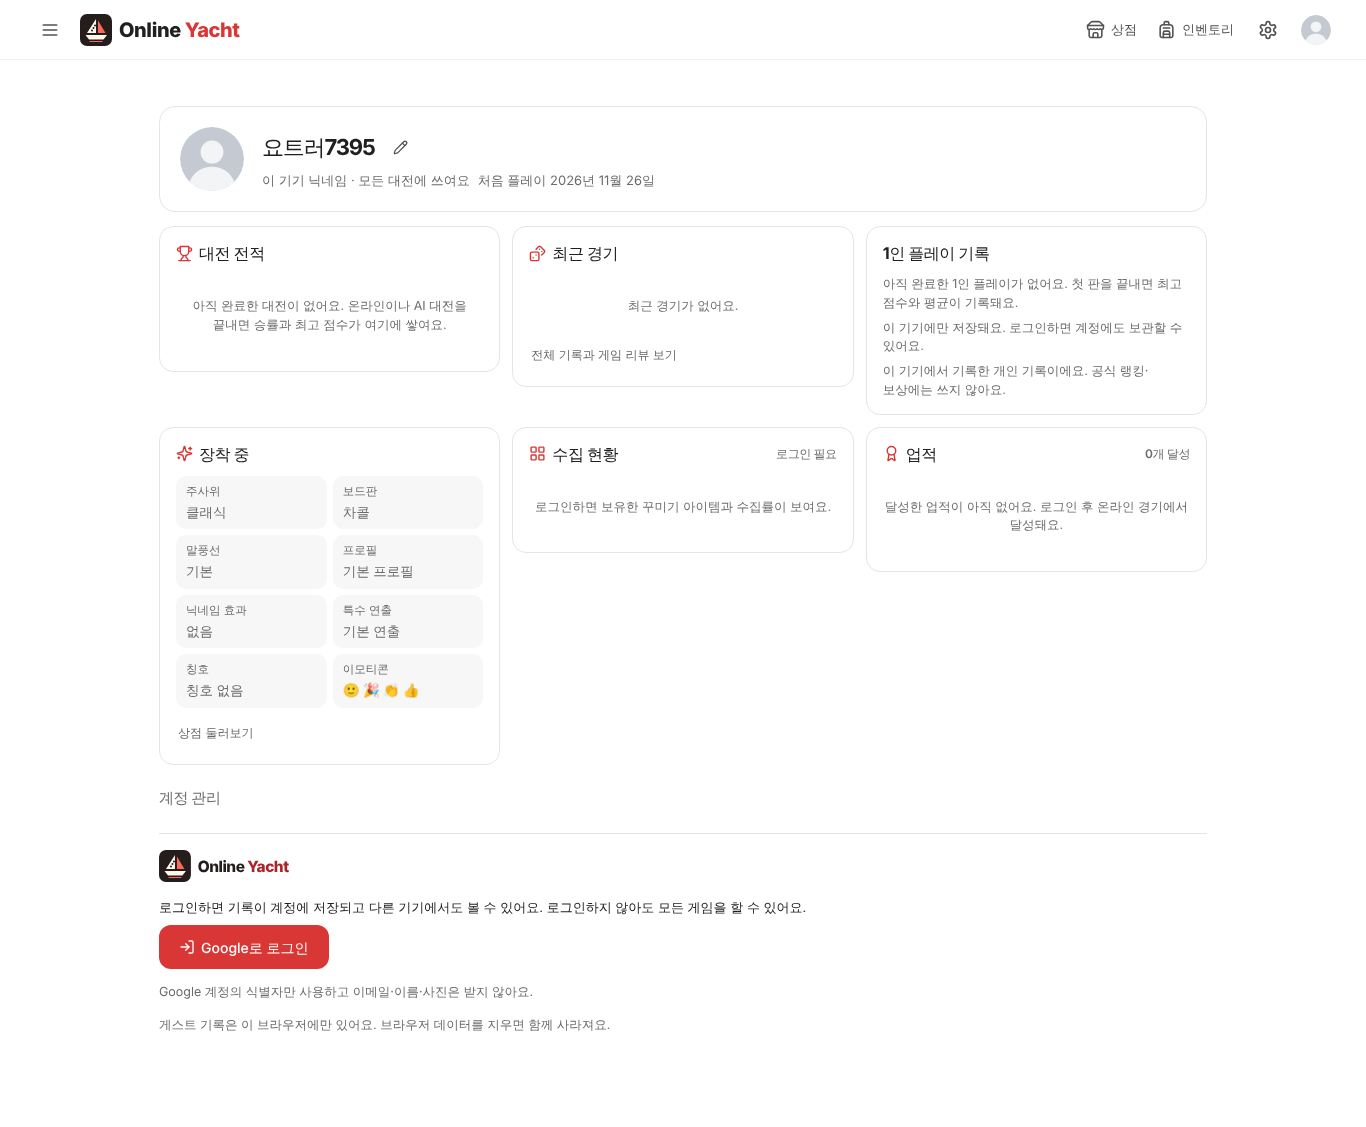 Online Yacht
상점
인벤토리
요트러7395
이 기기 닉네임 · 모든 대전에 쓰여요 처음 플레이 2026년 11월 26일
대전 전적
아직 완료한 대전이 없어요. 온라인이나 AI 대전을
끝내면 승률과 최고 점수가 여기에 쌓여요.
최근 경기
최근 경기가 없어요.
전체 기록과 게임 리뷰 보기
1인 플레이 기록
아직 완료한 1인 플레이가 없어요. 첫 판을 끝내면 최고
점수와 평균이 기록돼요.
이 기기에만 저장돼요. 로그인하면 계정에도 보관할 수
있어요.
이 기기에서 기록한 개인 기록이에요. 공식 랭킹·
보상에는 쓰지 않아요.
장착 중
주사위
클래식
보드판
차콜
말풍선
기본
프로필
기본 프로필
닉네임 효과
없음
특수 연출
기본 연출
칭호
칭호 없음
이모티콘
🙂 🎉 👏 👍
상점 둘러보기
수집 현황
로그인 필요
로그인하면 보유한 꾸미기 아이템과 수집률이 보여요.
업적
0개 달성
달성한 업적이 아직 없어요. 로그인 후 온라인 경기에서
달성돼요.
계정 관리
Online Yacht
로그인하면 기록이 계정에 저장되고 다른 기기에서도 볼 수 있어요. 로그인하지 않아도 모든 게임을 할 수 있어요.
Google로 로그인
Google 계정의 식별자만 사용하고 이메일·이름·사진은 받지 않아요.
게스트 기록은 이 브라우저에만 있어요. 브라우저 데이터를 지우면 함께 사라져요.